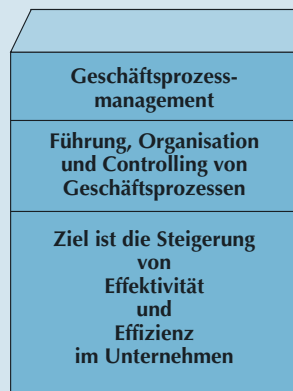 Geschäftsprozess-
management
Führung, Organisation
und Controlling von
Geschäftsprozessen
Ziel ist die Steigerung
von
Effektivität
und
Effizienz
im Unternehmen